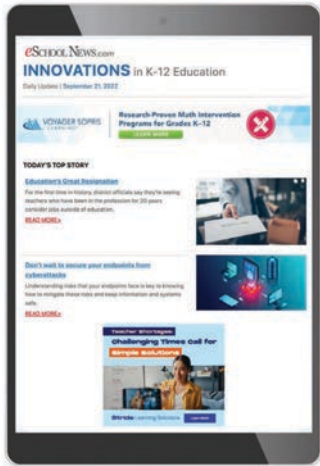 eSCHOOL NEWS.com
INNOVATIONS in K-12 Education
Daily Update | September 21, 2022
VOYAGER SOPRIS
LEARNING
Research-Proven Math Intervention
Programs for Grades K–12
LEARN MORE
TODAY'S TOP STORY
Education's Great Resignation
For the first time in history, district officials say they're seeing
teachers who have been in the profession for 20 years
consider jobs outside of education.
READ MORE»
Don't wait to secure your endpoints from
cyberattacks
Understanding risks that your endpoints face is key to knowing
how to mitigate those risks and keep information and systems
safe.
READ MORE»
Teacher Shortages:
Challenging Times Call for
Simple Solutions
Stride Learning Solutions